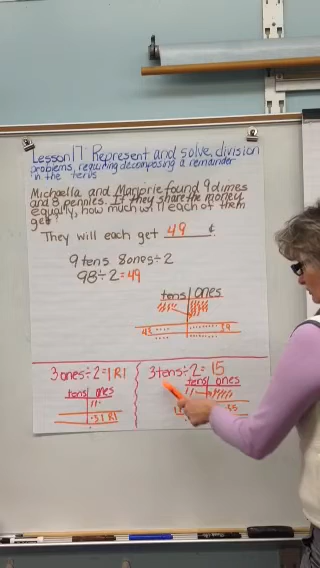 Lesson 17 Represent and solve, division
problems, requiring decomposing a remainder
in the tens
Michaella and Marjorie found 9 dimes
and 8 pennies. If they share the money
equally, how much will each of them
get?
They will each get 49 ¢
9 tens 8 ones ÷ 2
98 ÷ 2 = 49
tens ones
3 ones ÷ 2 = 1 R1
tens ones
3 tens ÷ 2 = 15
tens ones